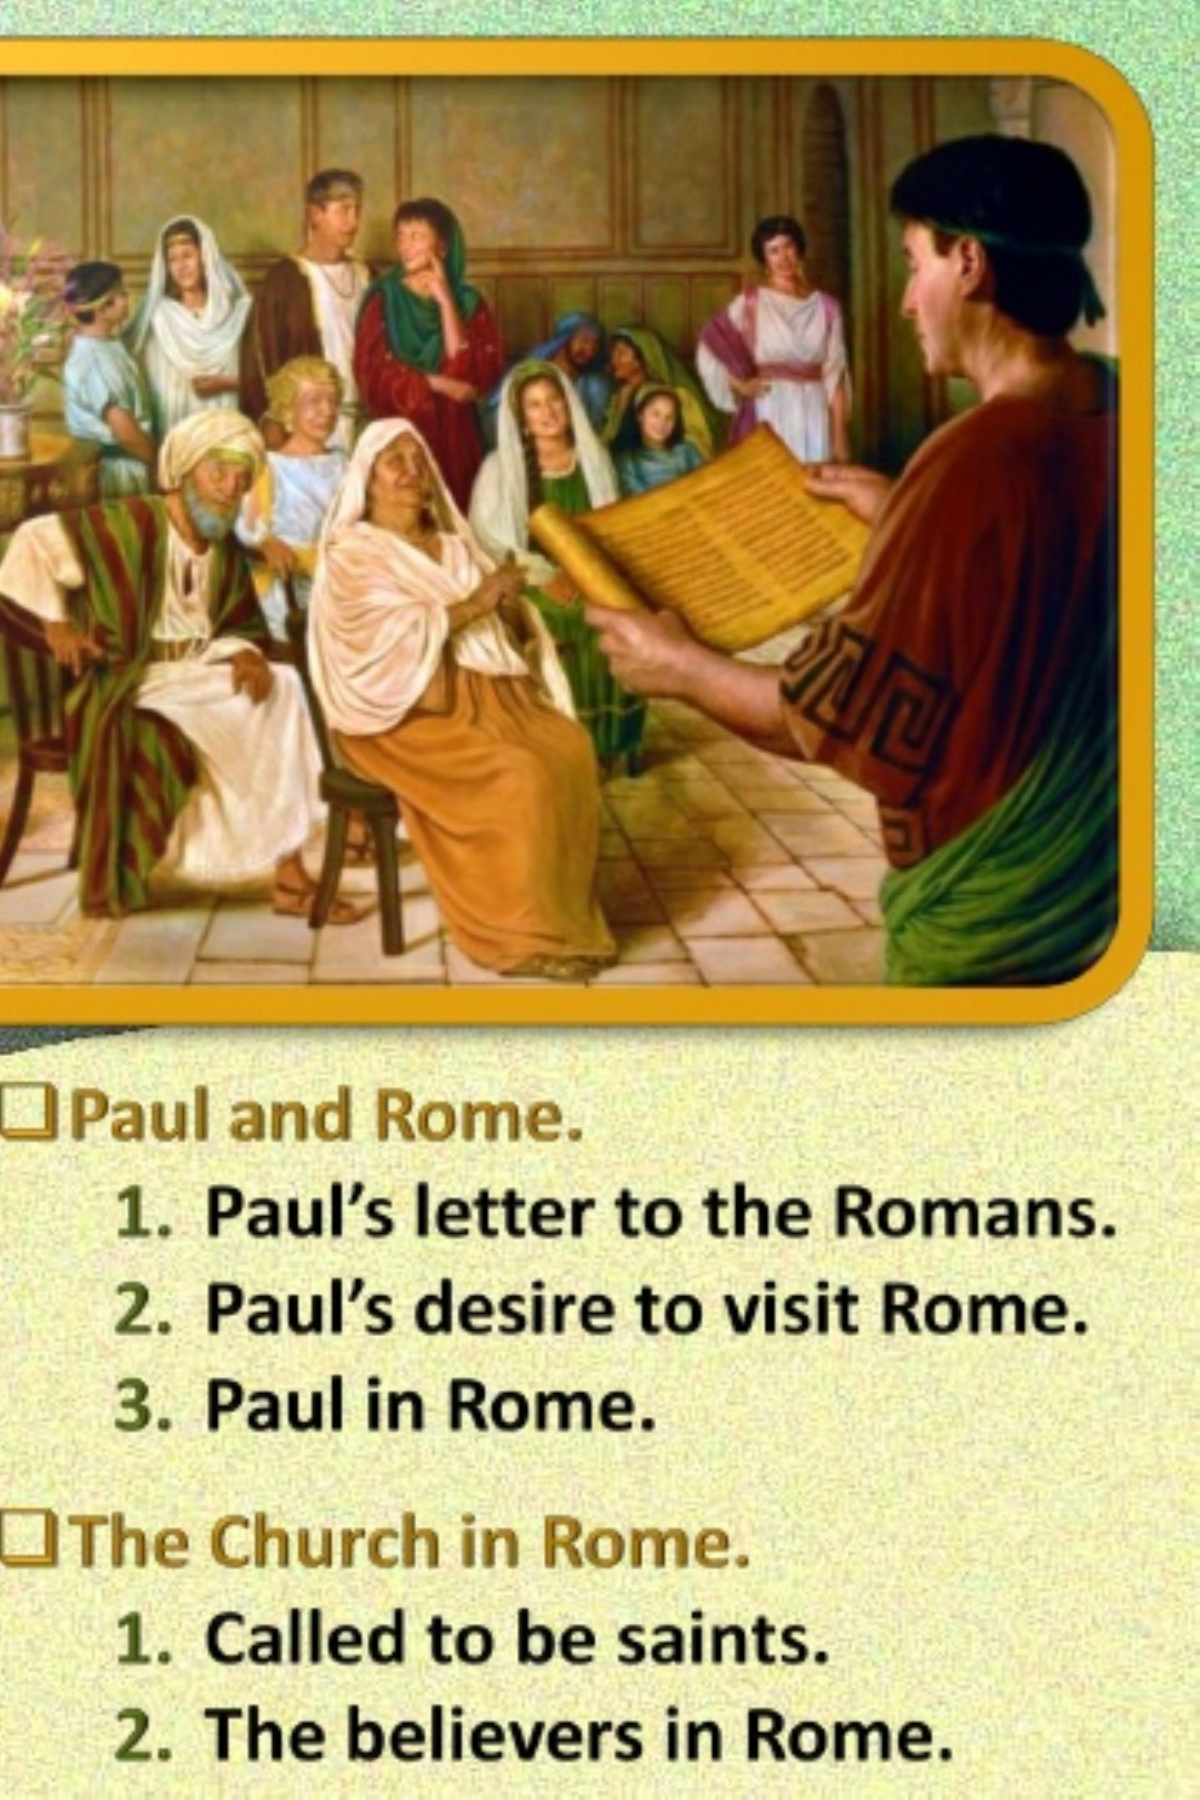 Paul and Rome.
1. Paul’s letter to the Romans.
2. Paul’s desire to visit Rome.
3. Paul in Rome.
The Church in Rome.
1. Called to be saints.
2. The believers in Rome.